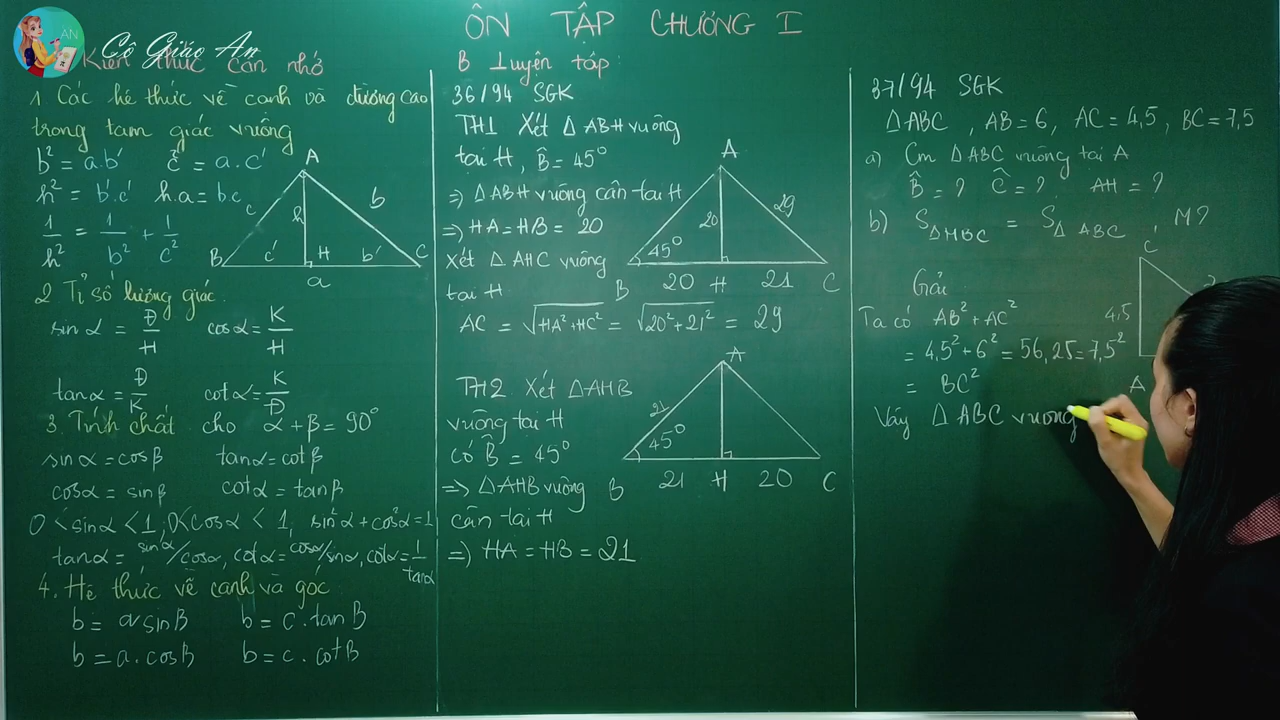 ÔN TẬP CHƯƠNG I
AN
Cô Giáo An
Kiến thức cần nhớ
1 Các hệ thức về cạnh và đường cao
trong tam giác vuông
b² = a.b' c² = a.c'
h² = b'.c' h.a = b.c
1/h² = 1/b² + 1/c²
A
c h b
B c' H b' C
a
2 Tỉ số lượng giác.
sin α = Đ/H cos α = K/H
tan α = Đ/K cot α = K/Đ
3. Tính chất cho α + β = 90°
sin α = cos β tan α = cot β
cos α = sin β cot α = tan β
0 < sin α < 1, 0 < cos α < 1, sin² α + cos² α = 1
tan α = sin α/cos α, cot α = cos α/sin α, cot α = 1/tan α
4. Hệ thức về cạnh và góc
b = a sin B b = c . tan B
b = a . cos B b = c . cot B
B Luyện tập:
36/94 SGK
TH1 Xét Δ ABH vuông
tại H, B̂ = 45°
=> Δ ABH vuông cân tại H
=> HA = HB = 20
Xét Δ AHC vuông
tại H
AC = √HA² + HC² = √20² + 21² = 29
A
20 29
45°
B 20 H 21 C
TH2. Xét Δ AHB
vuông tại H
có B̂ = 45°
=> Δ AHB vuông
cân tại H
=> HA = HB = 21
A
21
45°
B 21 H 20 C
37/94 SGK
Δ ABC, AB = 6, AC = 4,5, BC = 7,5
a) Cm Δ ABC vuông tại A
B̂ = ? Ĉ = ? AH = ?
b) S Δ MBC = S Δ ABC, M?
Giải
C
4,5
A
Ta có AB² + AC²
= 4,5² + 6² = 56,25 = 7,5²
= BC²
Vậy Δ ABC vuông